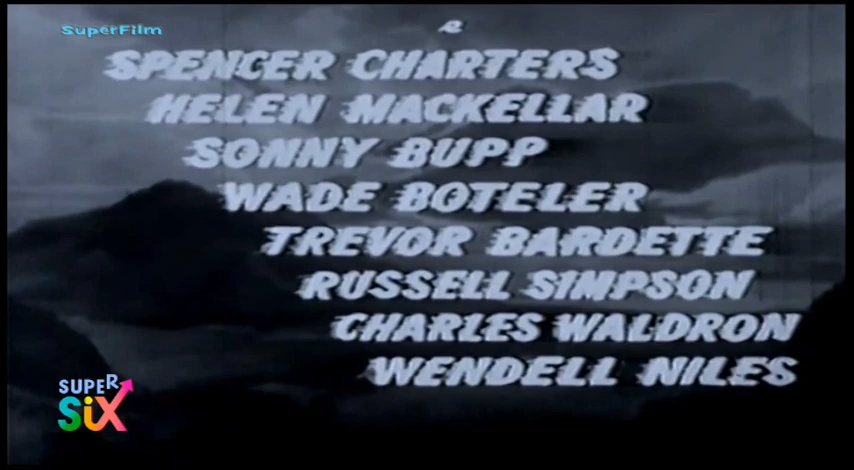 SuperFilm
e
SPENCER CHARTERS
HELEN MACKELLAR
SONNY BUPP
WADE BOTELER
TREVOR BARDETTE
RUSSELL SIMPSON
CHARLES WALDRON
WENDELL NILES
SUPER
SiX